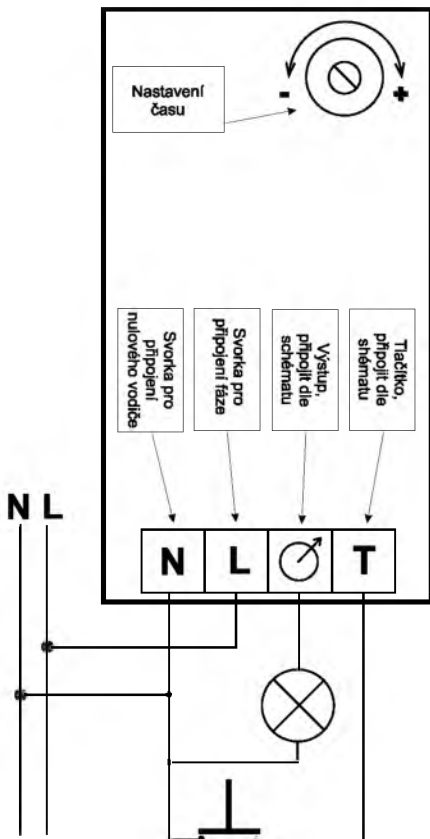 Nastavení
času
-
+
Svorka pro
připojení
nulového vodiče
Svorka pro
připojení fáze
Výstup,
připojit dle
schématu
Tlačítko,
připojit dle
shématu
N L
N
L
T